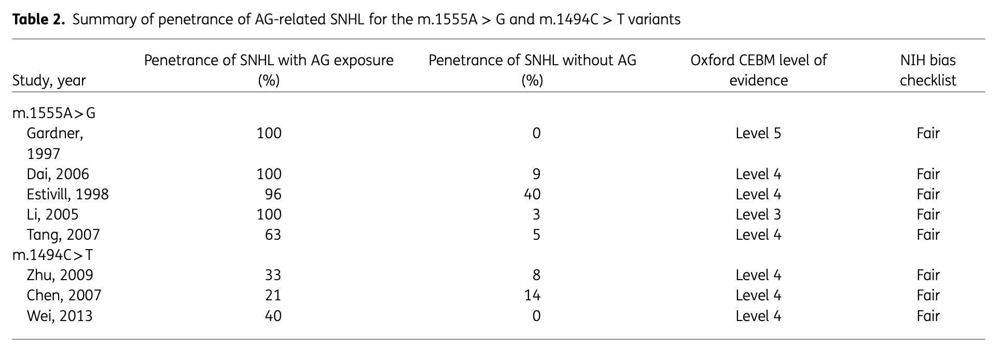 Table 2. Summary of penetrance of AG-related SNHL for the m.1555A > G and m.1494C > T variants
Study, year Penetrance of SNHL with AG exposure (%) Penetrance of SNHL without AG (%) Oxford CEBM level of evidence NIH bias checklist
m.1555A > G
Gardner, 1997 100 0 Level 5 Fair
Dai, 2006 100 9 Level 4 Fair
Estivill, 1998 96 40 Level 4 Fair
Li, 2005 100 3 Level 3 Fair
Tang, 2007 63 5 Level 4 Fair
m.1494C > T
Zhu, 2009 33 8 Level 4 Fair
Chen, 2007 21 14 Level 4 Fair
Wei, 2013 40 0 Level 4 Fair